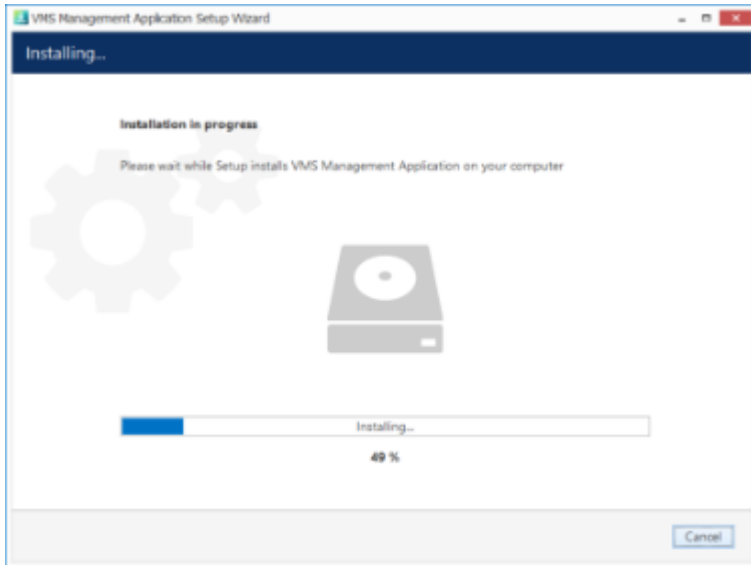 VMS Management Application Setup Wizard
Installing...
Installation in progress
Please wait while Setup installs VMS Management Application on your computer
Installing...
49 %
Cancel